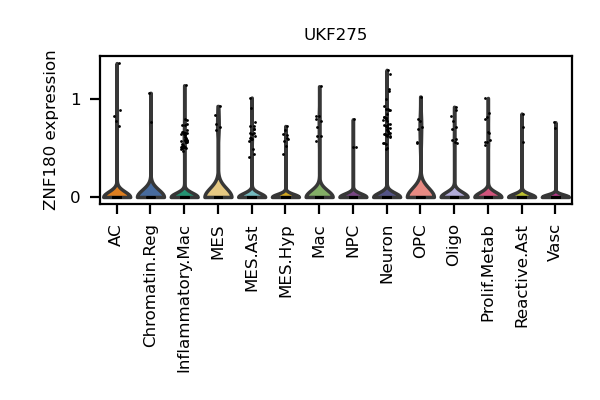 UKF275
ZNF180 expression
1
0
AC
Chromatin.Reg
Inflammatory.Mac
MES
MES.Ast
MES.Hyp
Mac
NPC
Neuron
OPC
Oligo
Prolif.Metab
Reactive.Ast
Vasc